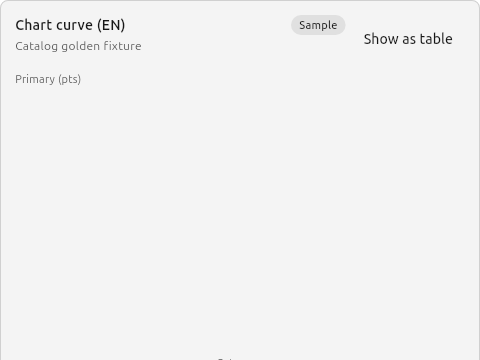 Chart curve (EN)
Sample
Catalog golden fixture
Show as table
Primary (pts)